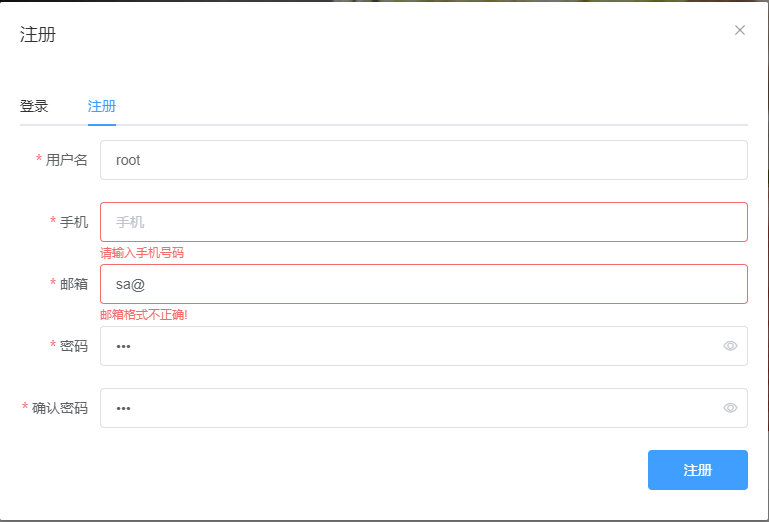 注册
登录 注册
* 用户名 root
* 手机 手机
请输入手机号码
* 邮箱 sa@
邮箱格式不正确!
* 密码 •••
* 确认密码 •••
注册